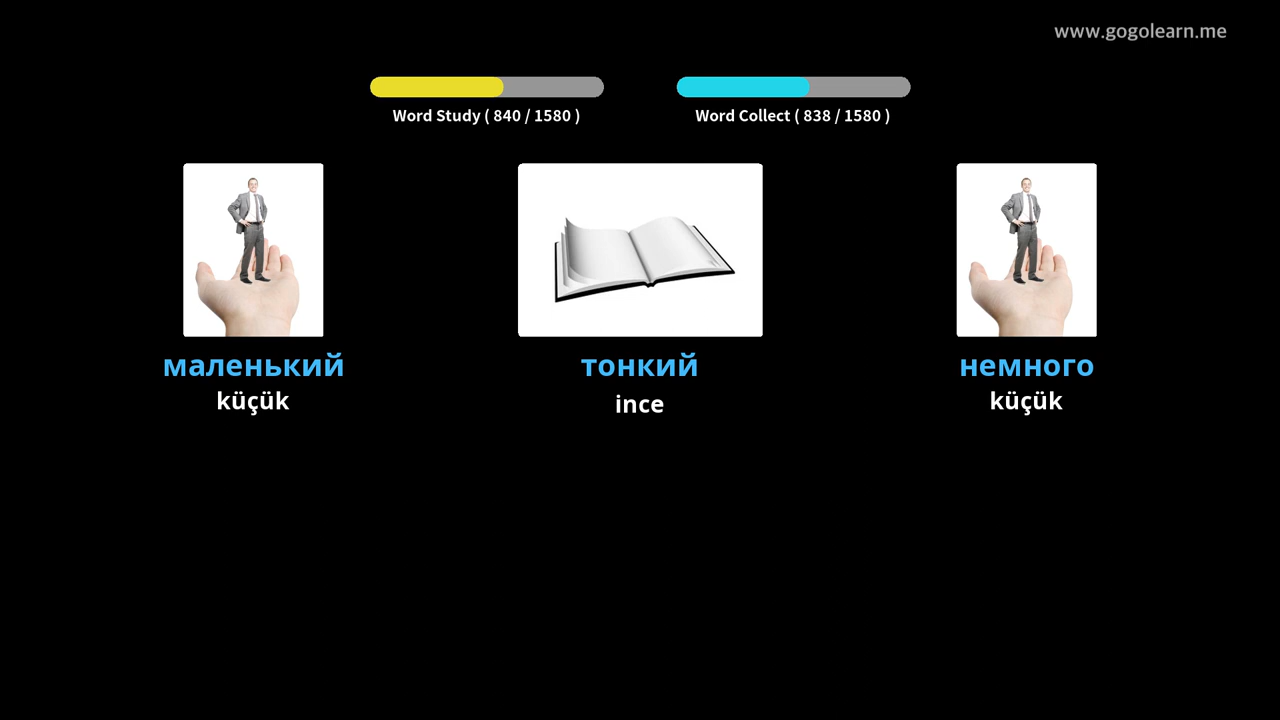 www.gogolearn.me
Word Study ( 840 / 1580 )
Word Collect ( 838 / 1580 )
маленький
küçük
тонкий
ince
немного
küçük